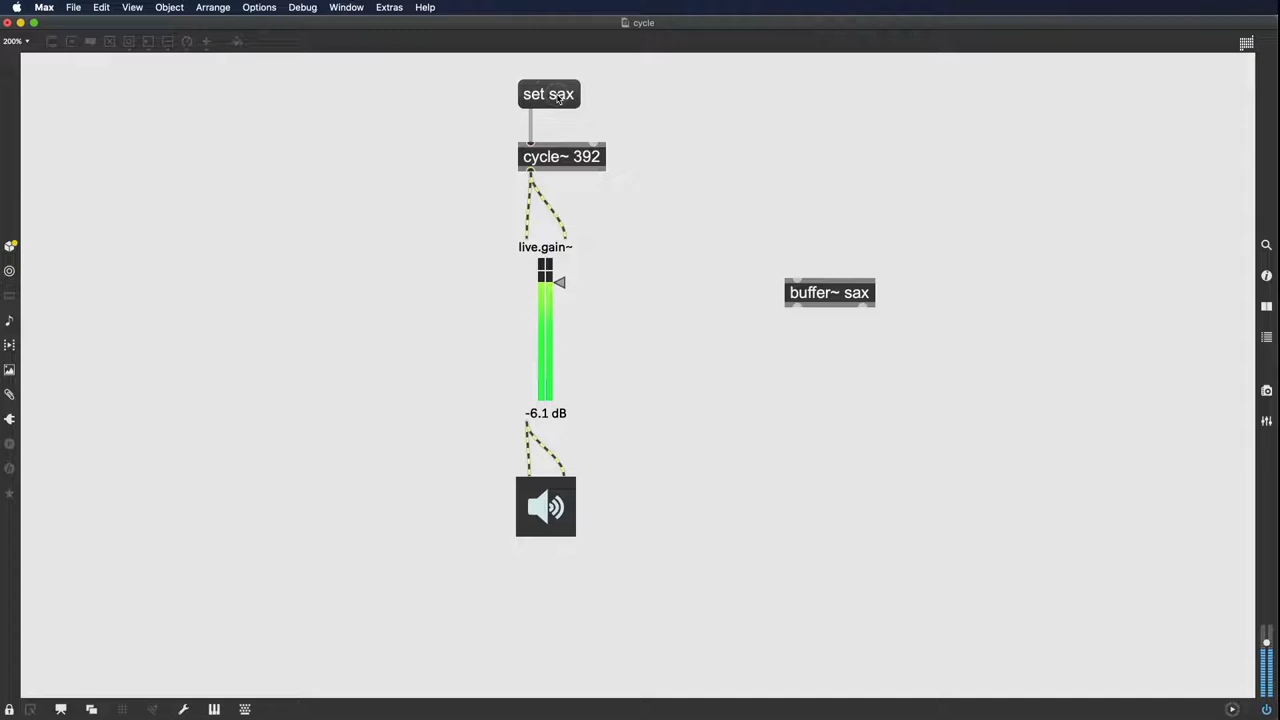 Max File Edit View Object Arrange Options Debug Window Extras Help
cycle
200%
set sax
cycle~ 392
live.gain~
buffer~ sax
-6.1 dB